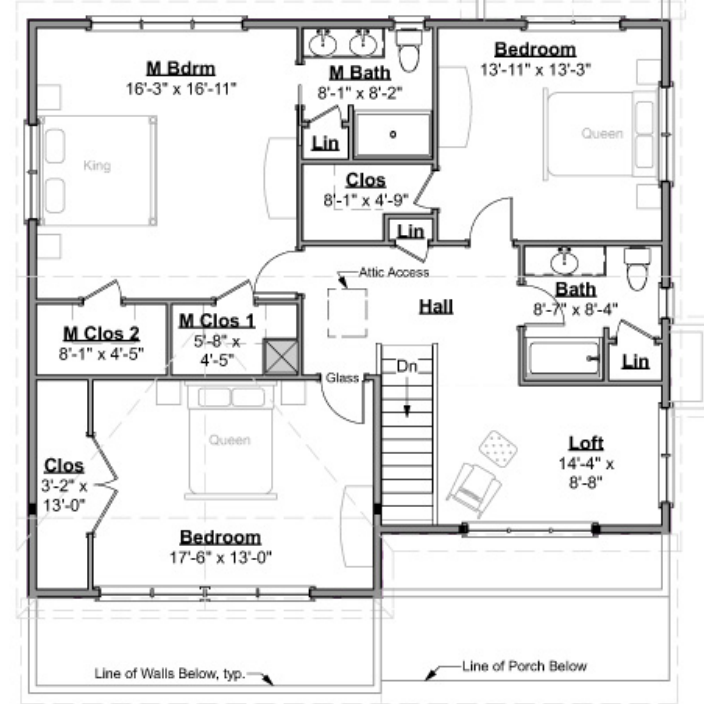 M Bdrm
16'-3" x 16'-11"
M Bath
8'-1" x 8'-2"
Bedroom
13'-11" x 13'-3"
King
Queen
Lin
Clos
8'-1" x 4'-9"
Lin
Attic Access
Hall
Bath
8'-7" x 8'-4"
Lin
M Clos 2
8'-1" x 4'-5"
M Clos 1
5'-8" x
4'-5"
Glass
Dn
Queen
Clos
3'-2" x
13'-0"
Loft
14'-4" x
8'-8"
Bedroom
17'-6" x 13'-0"
Line of Walls Below, typ.
Line of Porch Below